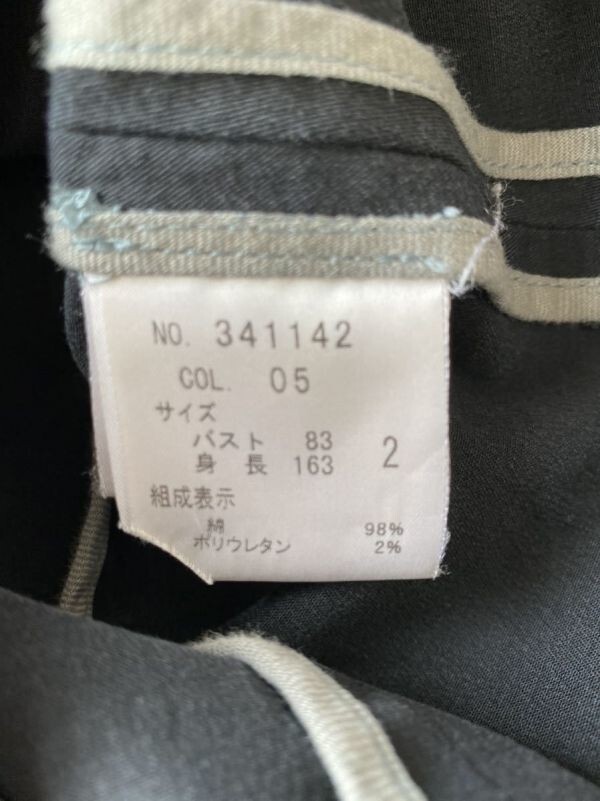 NO. 341142
COL. 05
サイズ
バスト 83
身 長 163 2
組成表示
綿 98%
ポリウレタン 2%